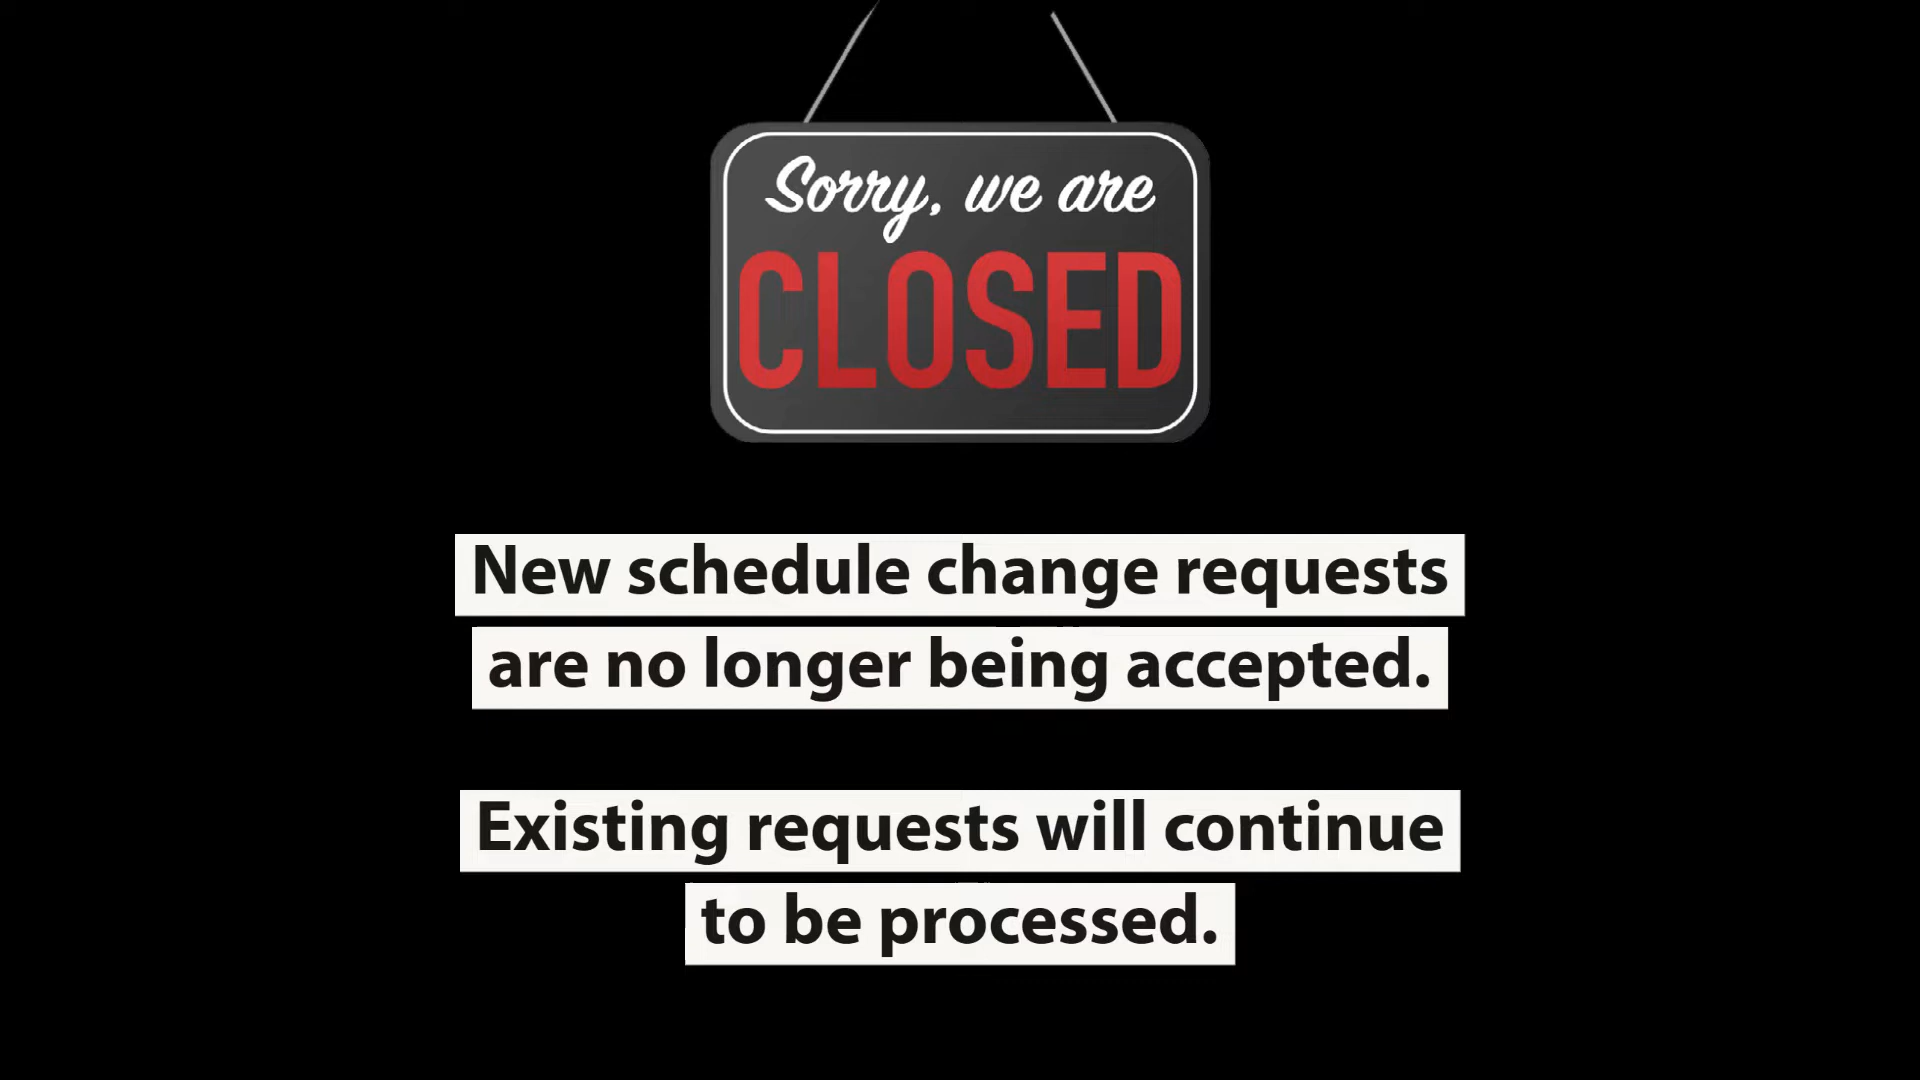 Sorry, we are
CLOSED
New schedule change requests
are no longer being accepted.
Existing requests will continue
to be processed.